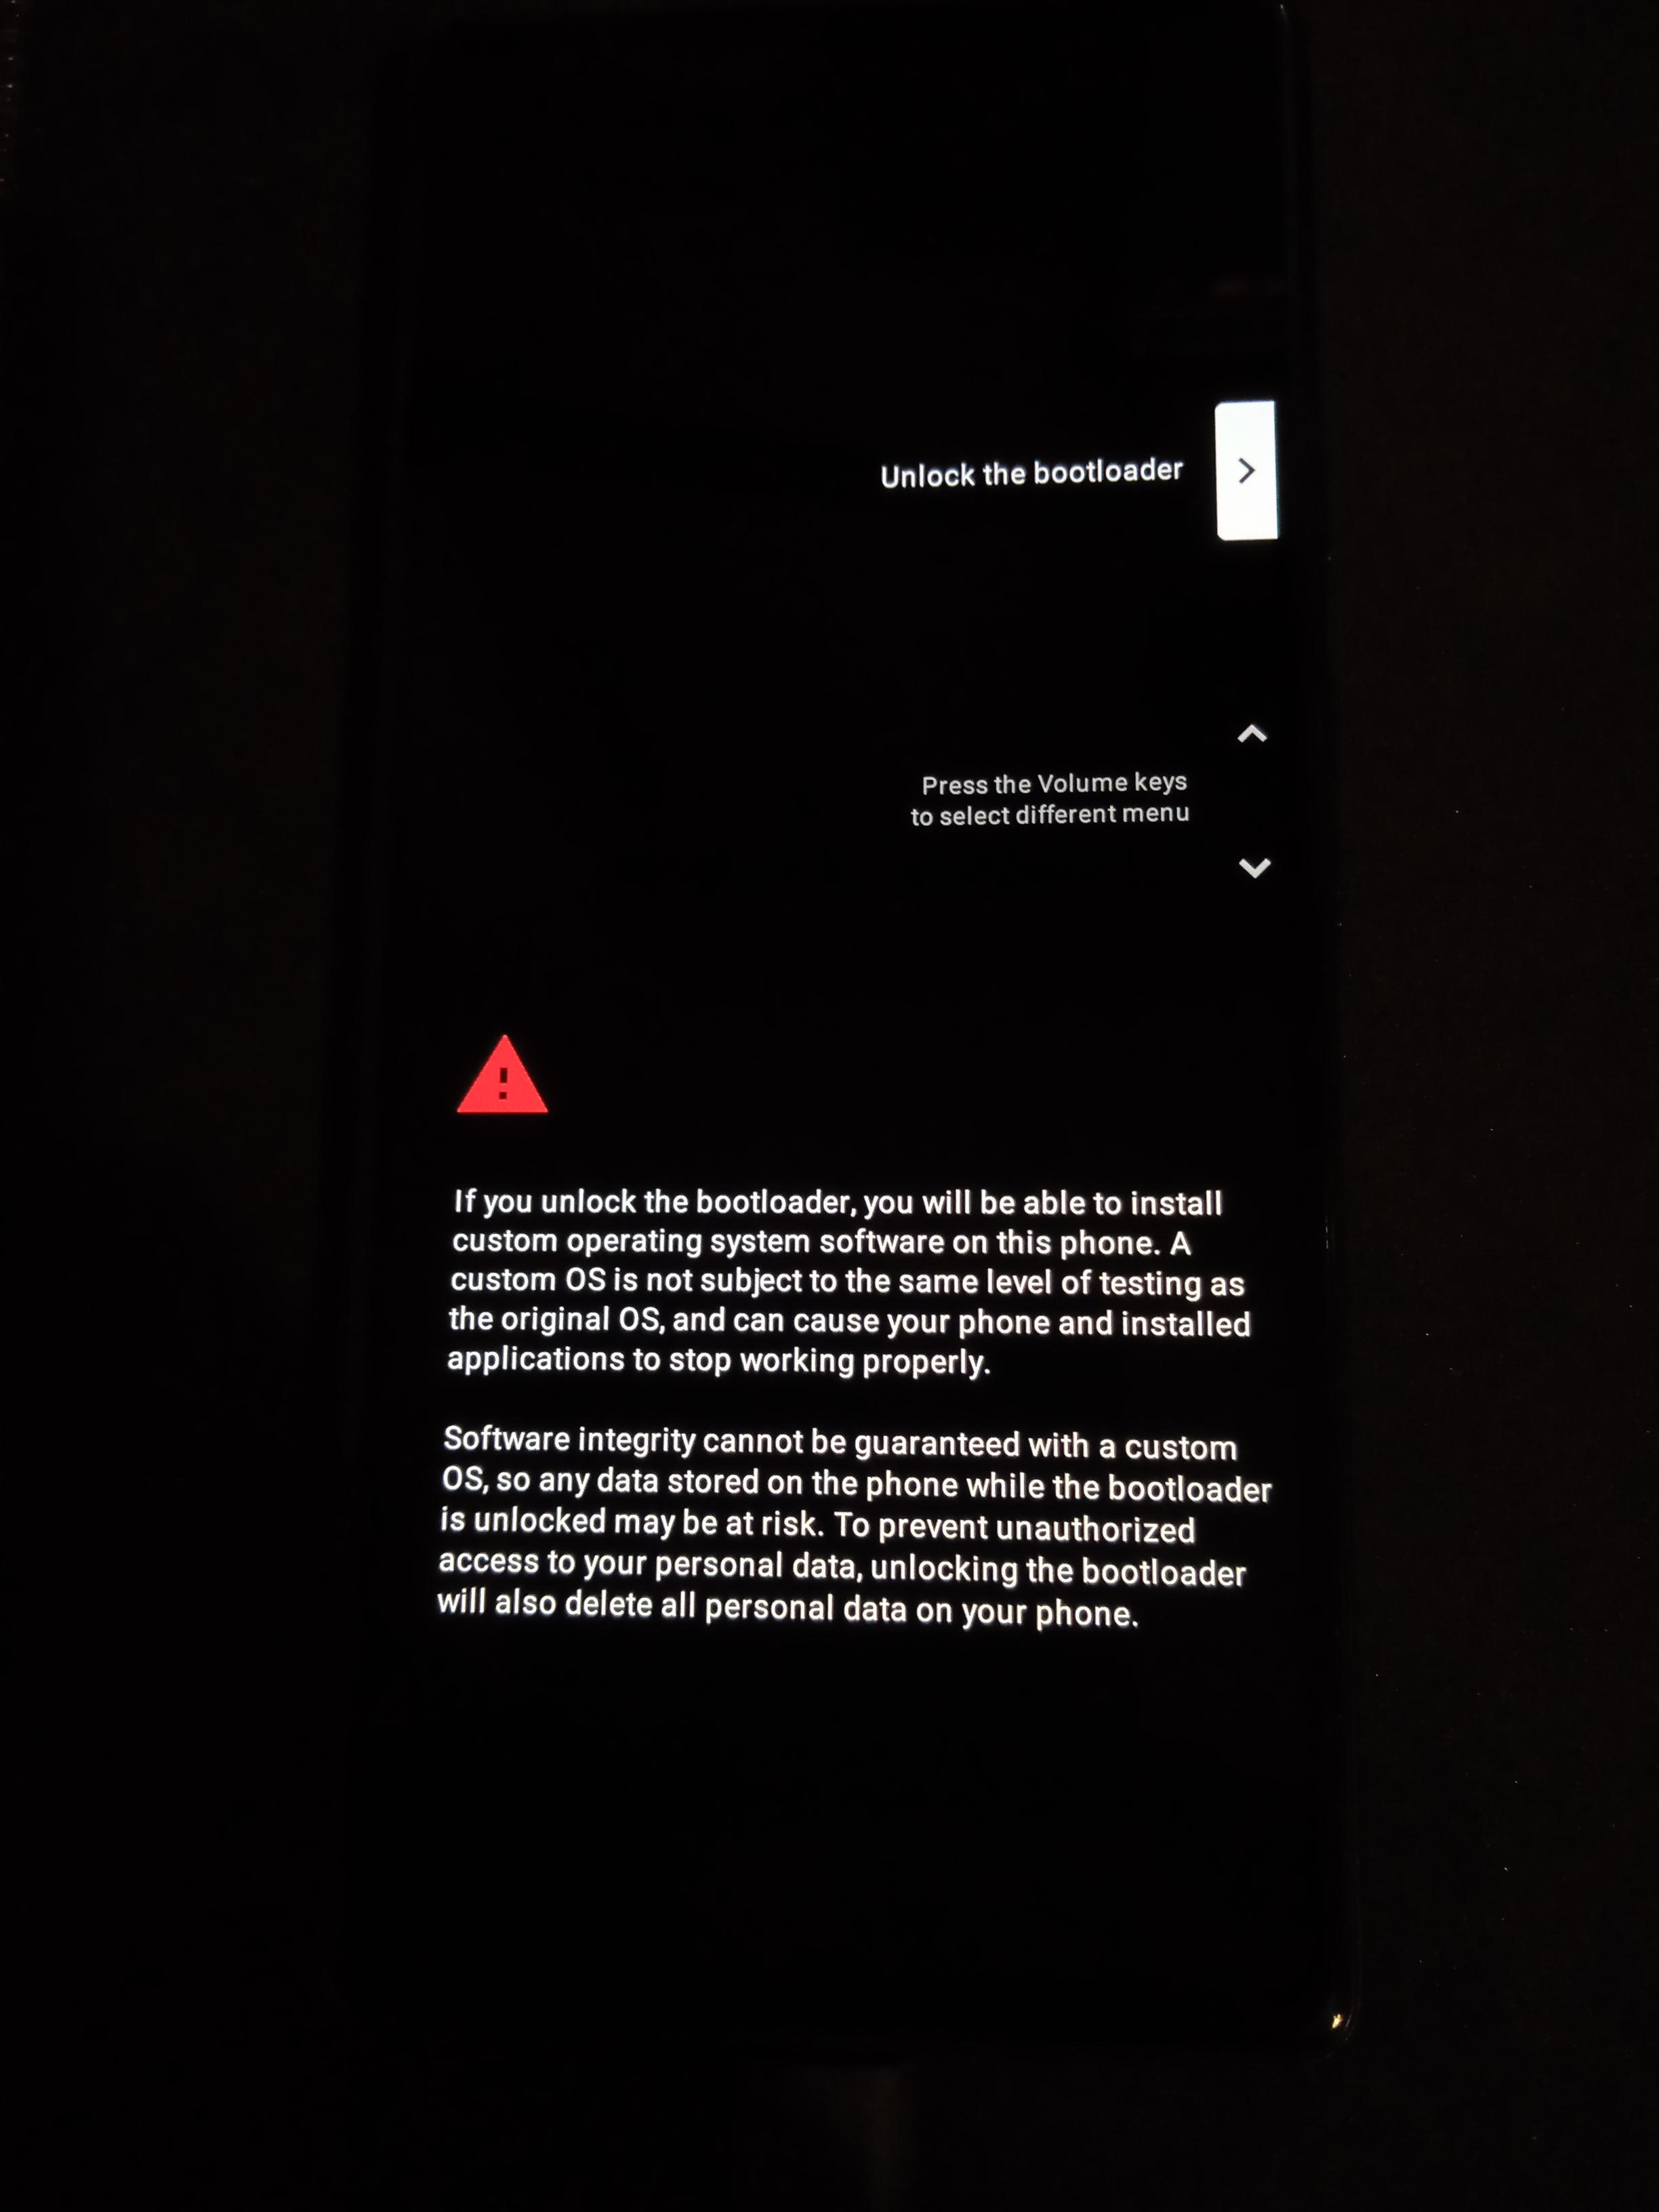 Unlock the bootloader
Press the Volume keys
to select different menu
If you unlock the bootloader, you will be able to install
custom operating system software on this phone. A
custom OS is not subject to the same level of testing as
the original OS, and can cause your phone and installed
applications to stop working properly.
Software integrity cannot be guaranteed with a custom
OS, so any data stored on the phone while the bootloader
is unlocked may be at risk. To prevent unauthorized
access to your personal data, unlocking the bootloader
will also delete all personal data on your phone.